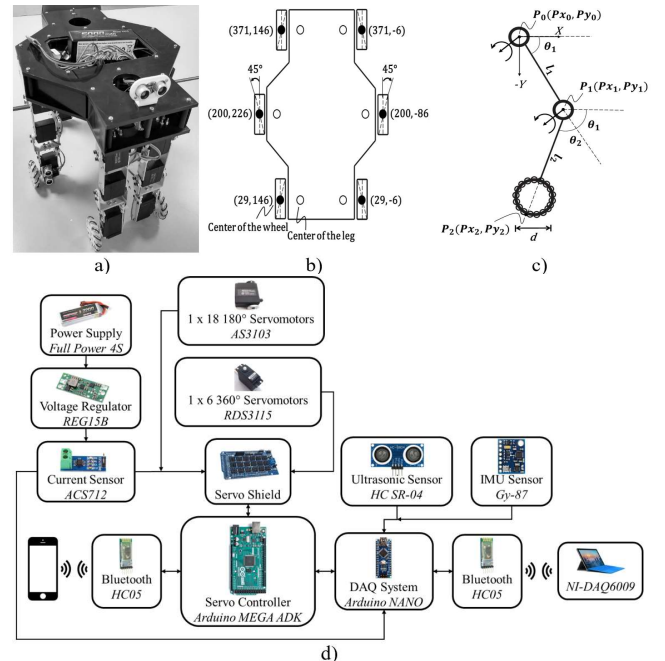 a)
(371,146)
(371,-6)
45°
45°
(200,226)
(200,-86
(29,146)
(29,-6)
Center of the wheel
Center of the leg
b)
P₀(Px₀, Py₀)
X
θ₁
-Y
l₁
P₁(Px₁, Py₁)
θ₁
θ₂
l₂
P₂(Px₂, Py₂)
d
c)
Power Supply
Full Power 4S
1 x 18 180° Servomotors
AS3103
Voltage Regulator
REG15B
1 x 6 360° Servomotors
RDS3115
Current Sensor
ACS712
Servo Shield
Ultrasonic Sensor
HC SR-04
IMU Sensor
Gy-87
Bluetooth
HC05
Servo Controller
Arduino MEGA ADK
DAQ System
Arduino NANO
Bluetooth
HC05
NI-DAQ6009
d)